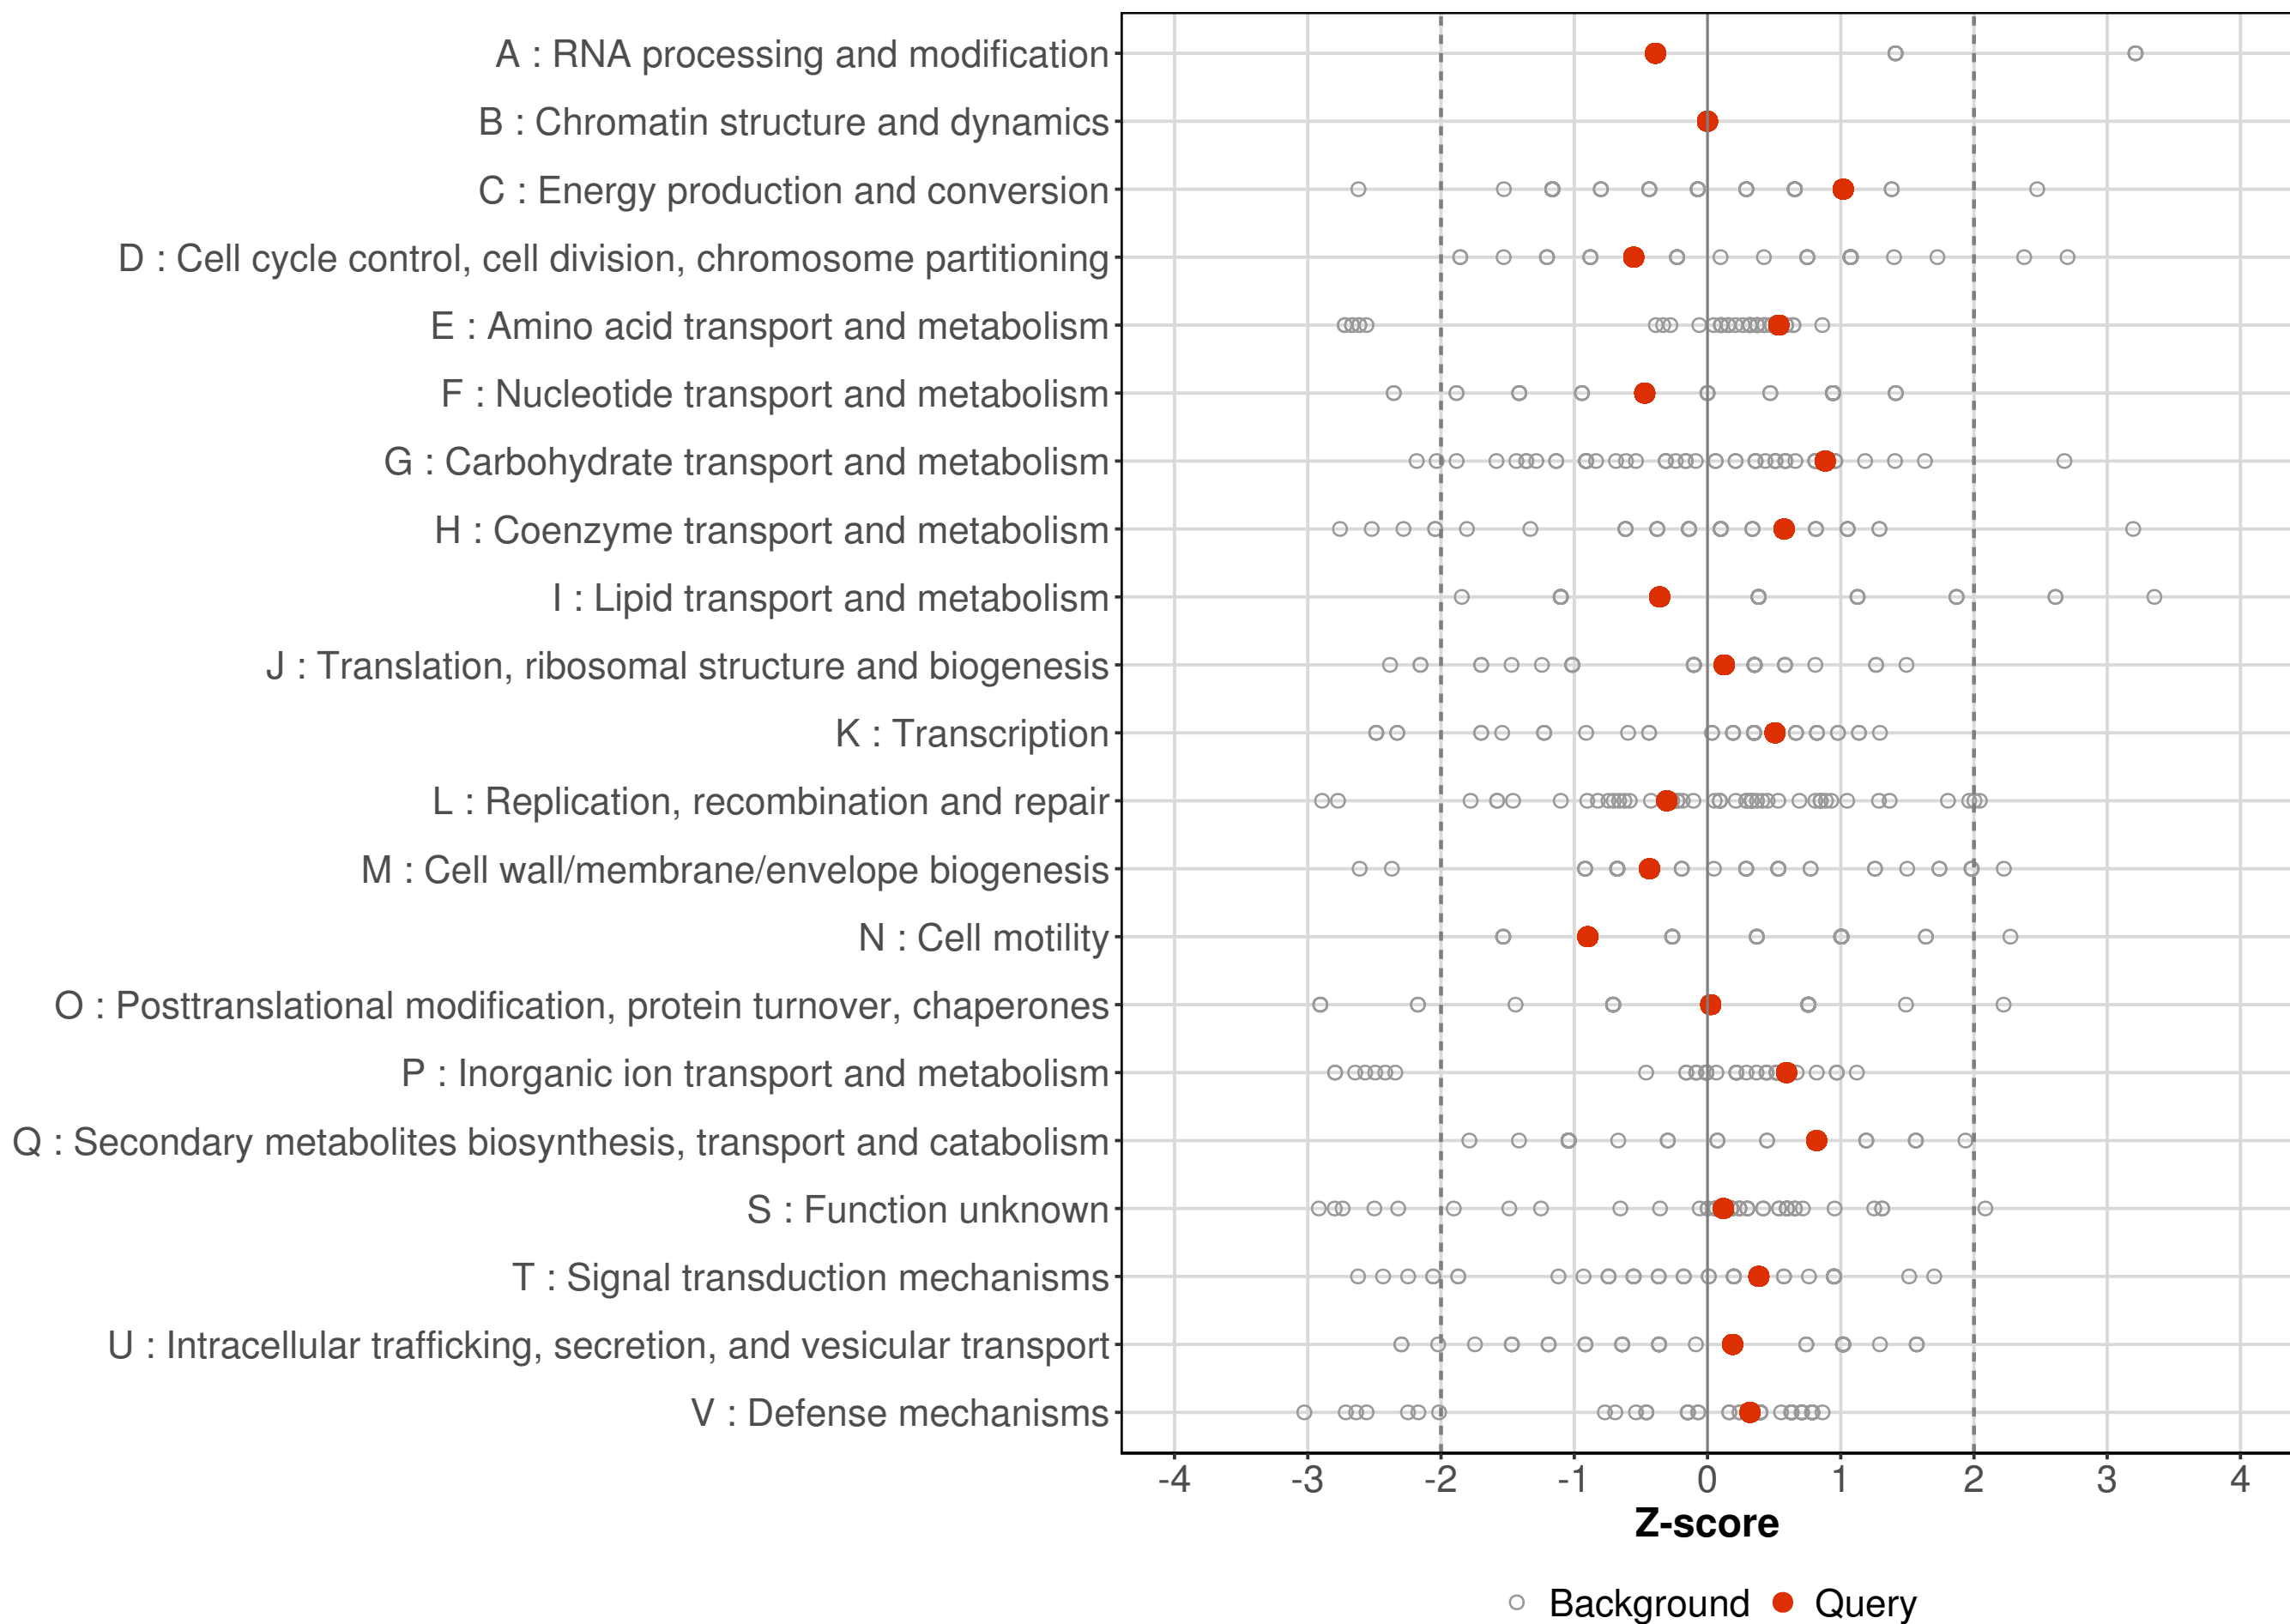 A : RNA processing and modification
B : Chromatin structure and dynamics
C : Energy production and conversion
D : Cell cycle control, cell division, chromosome partitioning
E : Amino acid transport and metabolism
F : Nucleotide transport and metabolism
G : Carbohydrate transport and metabolism
H : Coenzyme transport and metabolism
I : Lipid transport and metabolism
J : Translation, ribosomal structure and biogenesis
K : Transcription
L : Replication, recombination and repair
M : Cell wall/membrane/envelope biogenesis
N : Cell motility
O : Posttranslational modification, protein turnover, chaperones
P : Inorganic ion transport and metabolism
Q : Secondary metabolites biosynthesis, transport and catabolism
S : Function unknown
T : Signal transduction mechanisms
U : Intracellular trafficking, secretion, and vesicular transport
V : Defense mechanisms
-4 -3 -2 -1 0 1 2 3 4
Z-score
Background Query